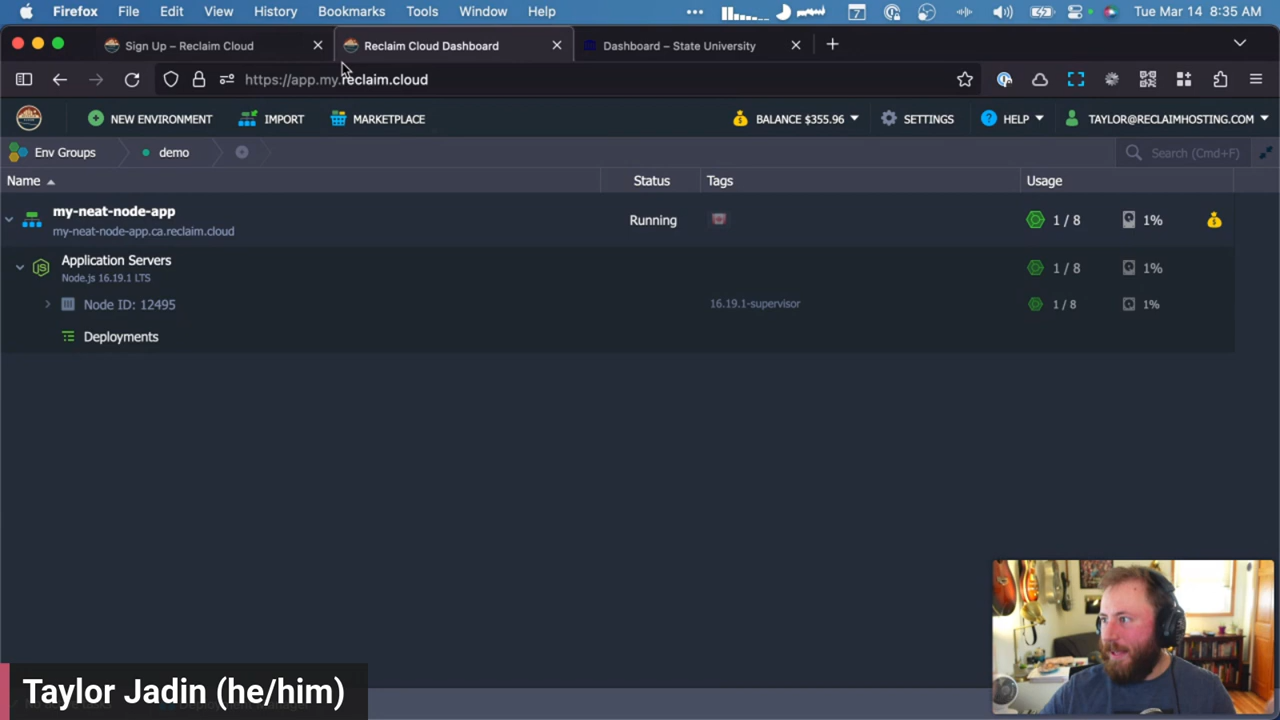 Firefox File Edit View History Bookmarks Tools Window Help ••• 7 Tue Mar 14 8:35 AM
Sign Up – Reclaim Cloud Reclaim Cloud Dashboard Dashboard – State University
https://app.my.reclaim.cloud
NEW ENVIRONMENT IMPORT MARKETPLACE BALANCE $355.96 SETTINGS HELP TAYLOR@RECLAIMHOSTING.COM
Env Groups demo Search (Cmd+F)
Name Status Tags Usage
my-neat-node-app
my-neat-node-app.ca.reclaim.cloud
Running 1 / 8 1%
Application Servers
Node.js 16.19.1 LTS
1 / 8 1%
Node ID: 12495 16.19.1-supervisor 1 / 8 1%
Deployments
Taylor Jadin (he/him)